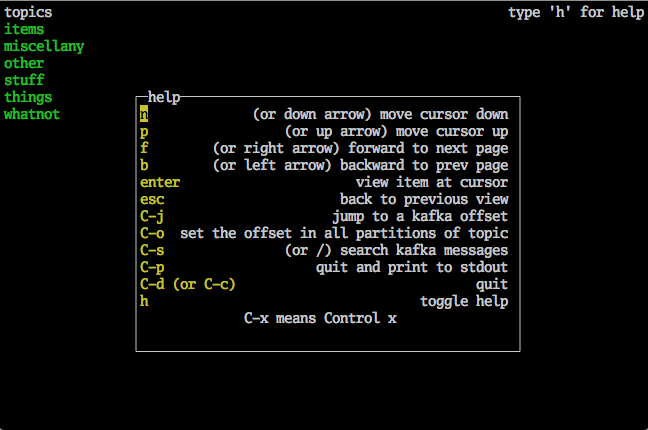 topics type 'h' for help
items
miscellany
other
stuff
things
whatnot
help
n (or down arrow) move cursor down
p (or up arrow) move cursor up
f (or right arrow) forward to next page
b (or left arrow) backward to prev page
enter view item at cursor
esc back to previous view
C-j jump to a kafka offset
C-o set the offset in all partitions of topic
C-s (or /) search kafka messages
C-p quit and print to stdout
C-d (or C-c) quit
h toggle help
C-x means Control x